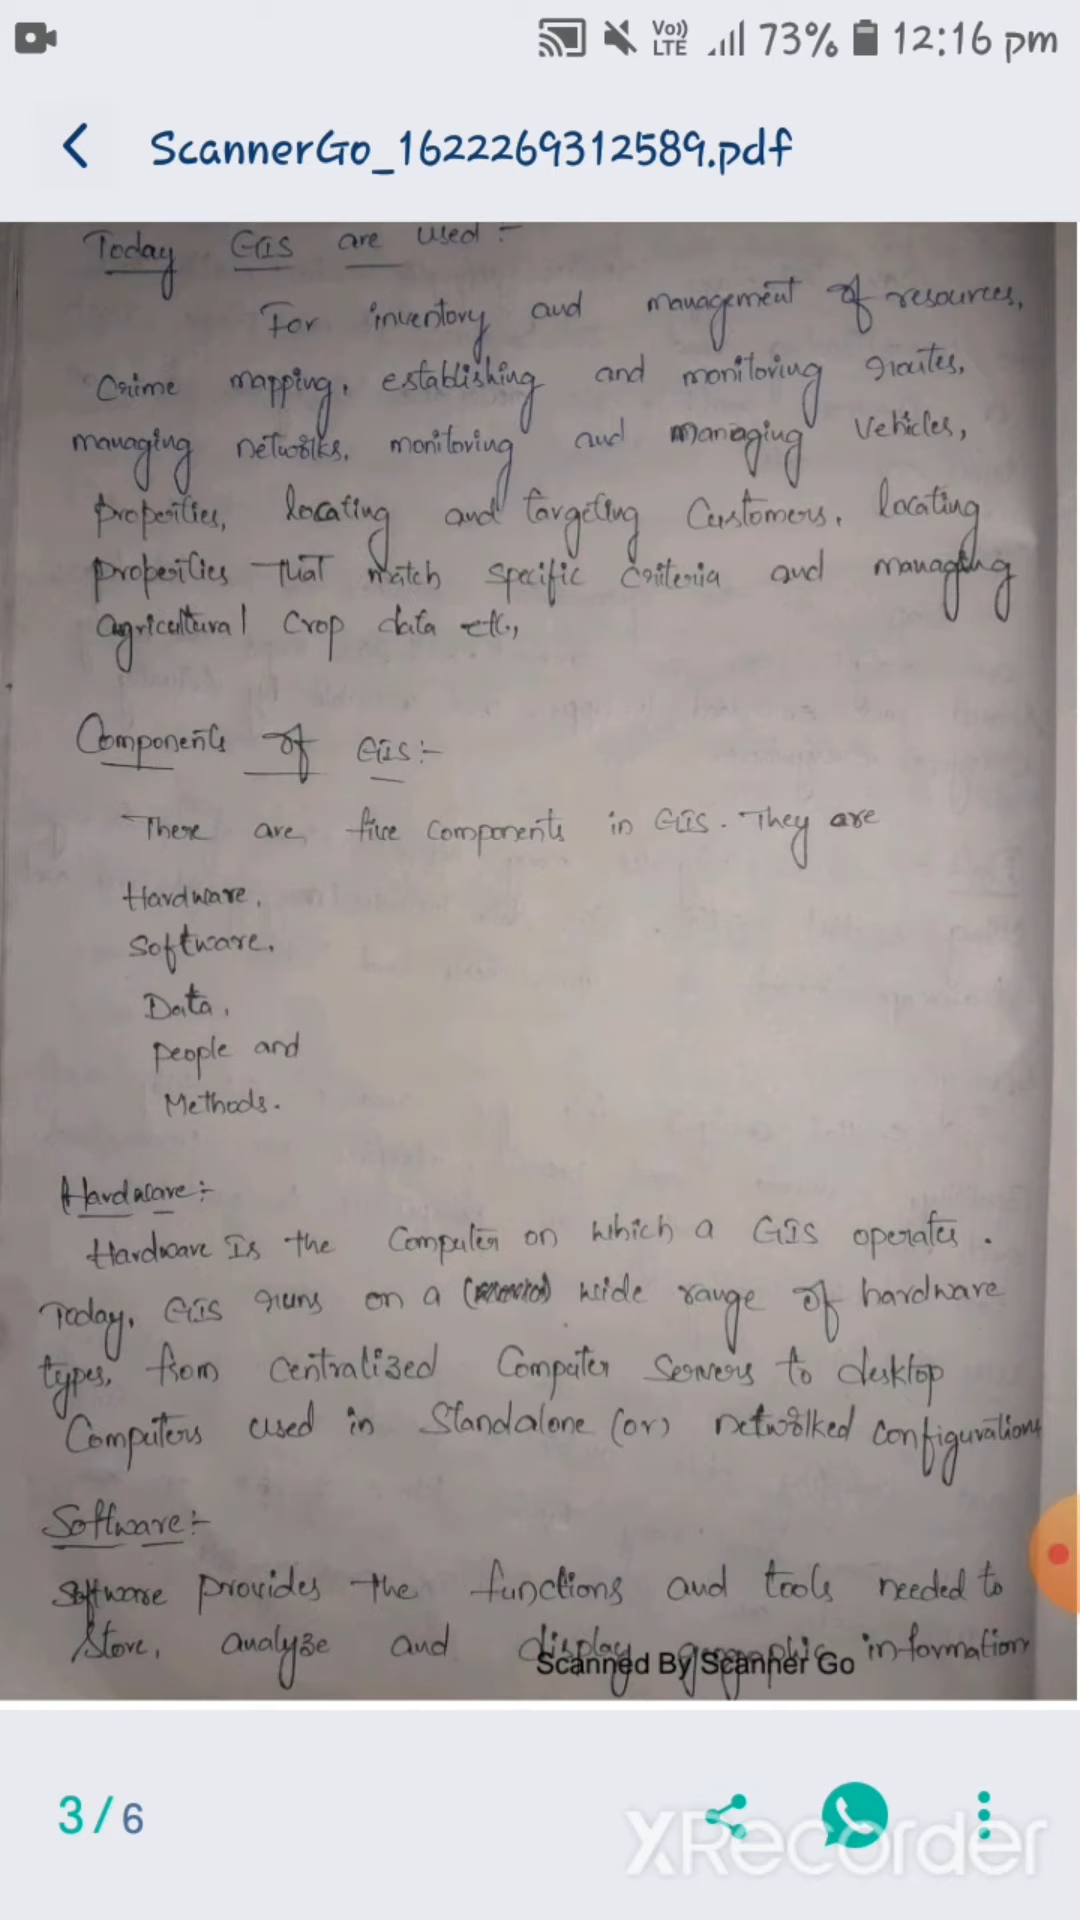 Vo)) LTE 73% 12:16 pm
ScannerGo_1622269312589.pdf
Today GIS are used :-
For inventory and management of resources,
Crime mapping, establishing and monitoring routes,
managing networks, monitoring and managing vehicles,
properties, locating and targeting Customers, locating
properties that match specific criteria and managing
agricultural crop data etc.,
Components of GIS :-
There are five components in GIS. They are
Hardware,
Software,
Data,
people and
Methods.
Hardware :-
Hardware Is the Computer on which a GIS operates.
Today, GIS runs on a wide range of hardware
types, from centralized Computer Servers to desktop
Computers used in Standalone (or) networked configurations
Software :-
Software provides the functions and tools needed to
Store, analyze and display geographic information
Scanned By Scanner Go
3/6
XRecorder